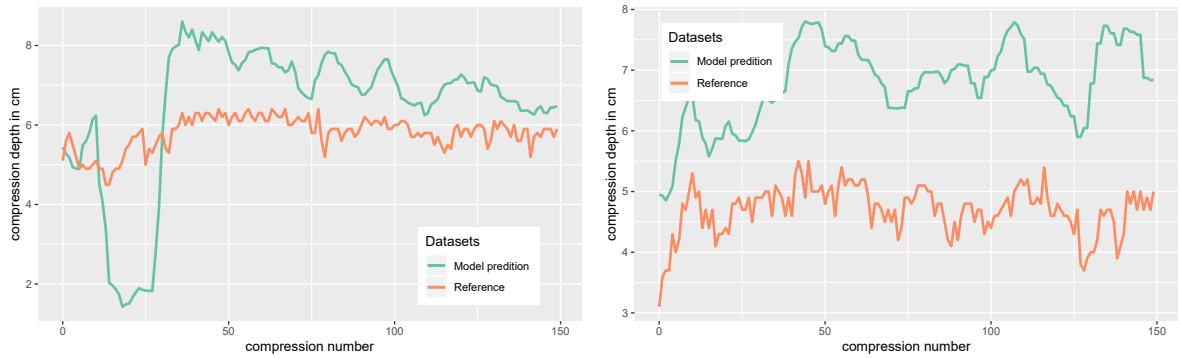 compression depth in cm
8
6
4
2
Datasets
Model predition
Reference
0
50
100
150
compression number
compression depth in cm
8
7
6
5
4
3
Datasets
Model predition
Reference
0
50
100
150
compression number